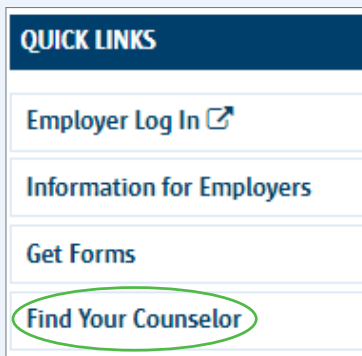 QUICK LINKS
Employer Log In
Information for Employers
Get Forms
Find Your Counselor